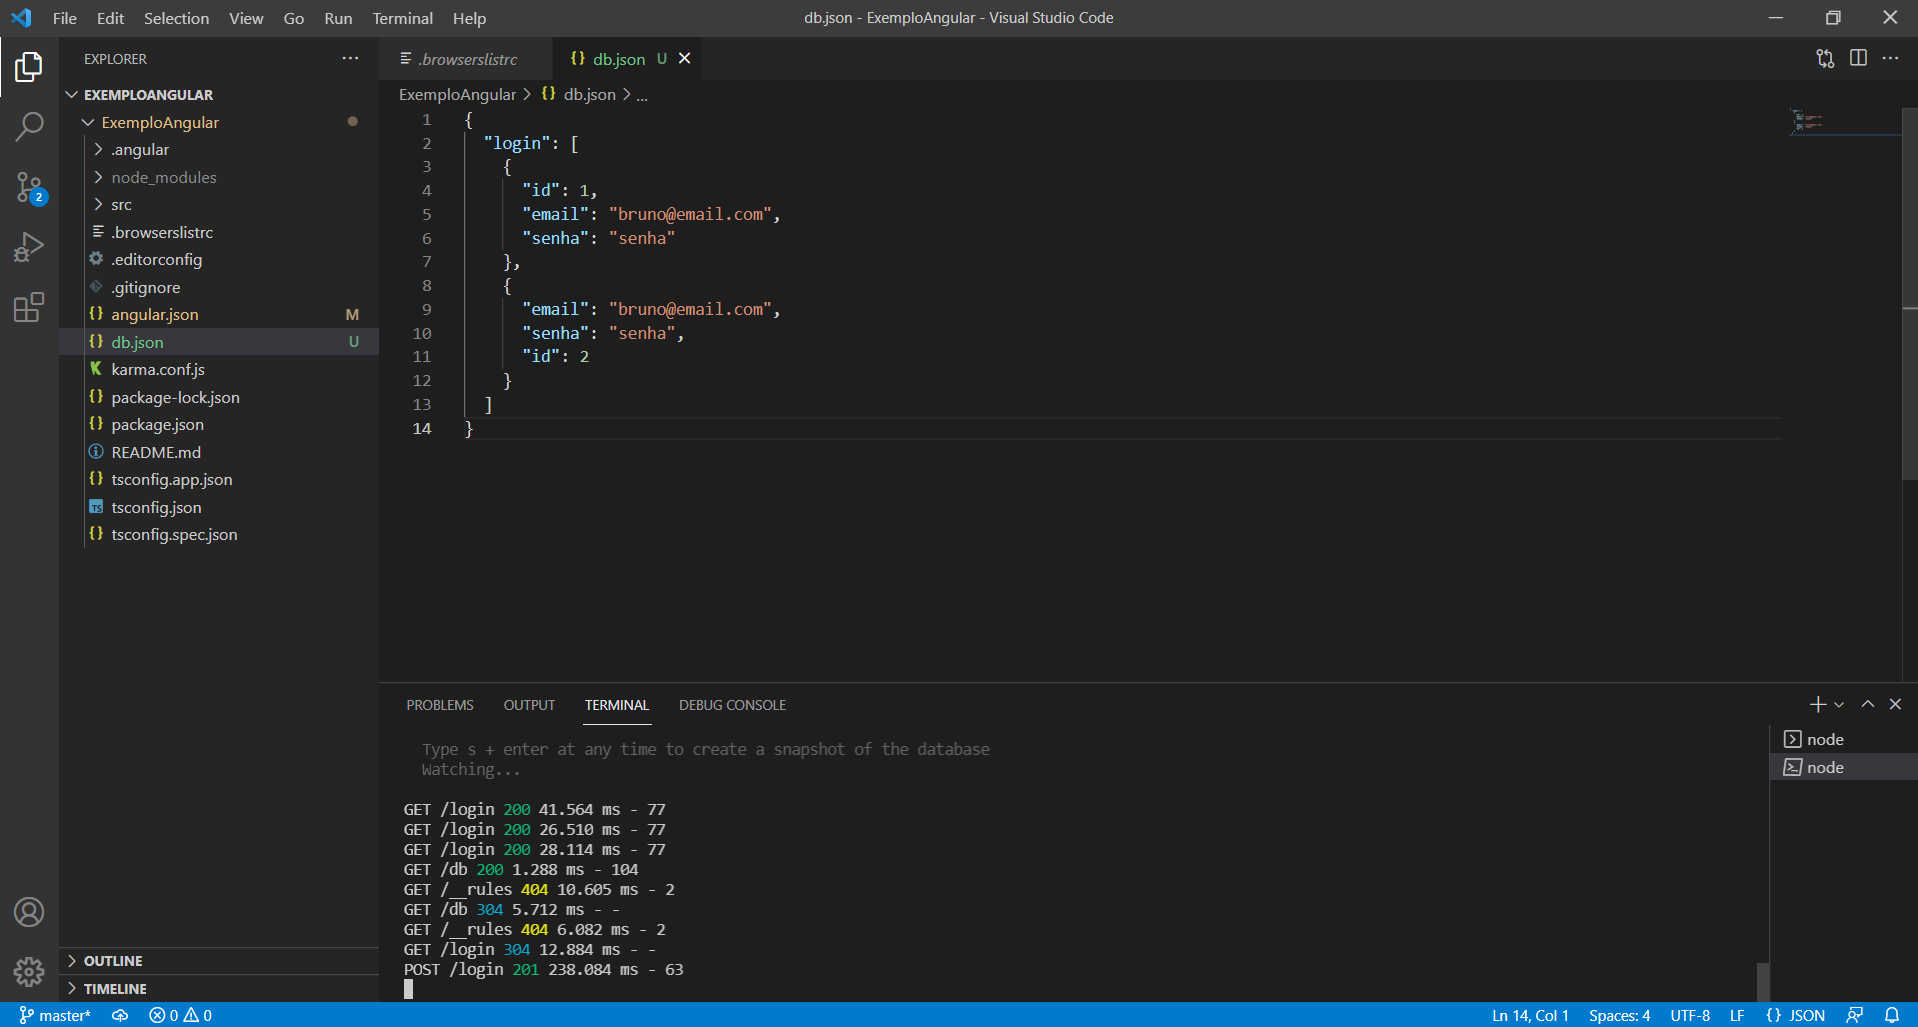 File Edit Selection View Go Run Terminal Help
db.json - ExemploAngular - Visual Studio Code
EXPLORER
EXEMPLOANGULAR
ExemploAngular
.angular
node_modules
src
.browserslistrc
.editorconfig
.gitignore
angular.json M
db.json U
karma.conf.js
package-lock.json
package.json
README.md
tsconfig.app.json
tsconfig.json
tsconfig.spec.json
OUTLINE
TIMELINE
2
.browserslistrc
db.json U
ExemploAngular > {} db.json > ...
1 {
2 "login": [
3 {
4 "id": 1,
5 "email": "bruno@email.com",
6 "senha": "senha"
7 },
8 {
9 "email": "bruno@email.com",
10 "senha": "senha",
11 "id": 2
12 }
13 ]
14 }
PROBLEMS OUTPUT TERMINAL DEBUG CONSOLE
Type s + enter at any time to create a snapshot of the database
Watching...
GET /login 200 41.564 ms - 77
GET /login 200 26.510 ms - 77
GET /login 200 28.114 ms - 77
GET /db 200 1.288 ms - 104
GET /__rules 404 10.605 ms - 2
GET /db 304 5.712 ms - -
GET /__rules 404 6.082 ms - 2
GET /login 304 12.884 ms - -
POST /login 201 238.084 ms - 63
node
node
master* 0 0
Ln 14, Col 1 Spaces: 4 UTF-8 LF {} JSON